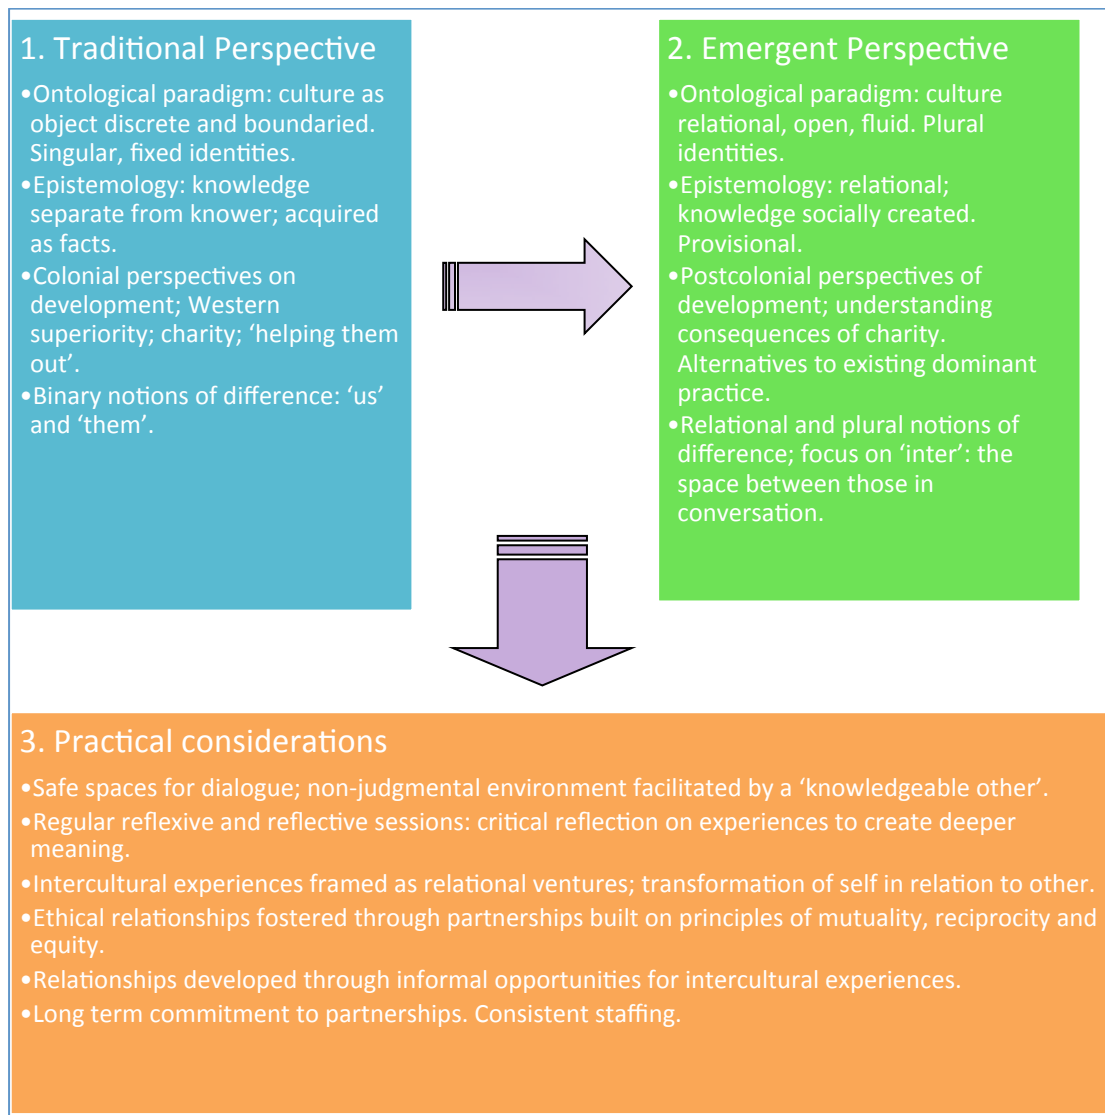 1. Traditional Perspective
•Ontological paradigm: culture as
object discrete and boundaried.
Singular, fixed identities.
•Epistemology: knowledge
separate from knower; acquired
as facts.
•Colonial perspectives on
development; Western
superiority; charity; ‘helping them
out’.
•Binary notions of difference: ‘us’
and ‘them’.
2. Emergent Perspective
•Ontological paradigm: culture
relational, open, fluid. Plural
identities.
•Epistemology: relational;
knowledge socially created.
Provisional.
•Postcolonial perspectives of
development; understanding
consequences of charity.
Alternatives to existing dominant
practice.
•Relational and plural notions of
difference; focus on ‘inter’: the
space between those in
conversation.
3. Practical considerations
•Safe spaces for dialogue; non-judgmental environment facilitated by a ‘knowledgeable other’.
•Regular reflexive and reflective sessions: critical reflection on experiences to create deeper
meaning.
•Intercultural experiences framed as relational ventures; transformation of self in relation to other.
•Ethical relationships fostered through partnerships built on principles of mutuality, reciprocity and
equity.
•Relationships developed through informal opportunities for intercultural experiences.
•Long term commitment to partnerships. Consistent staffing.